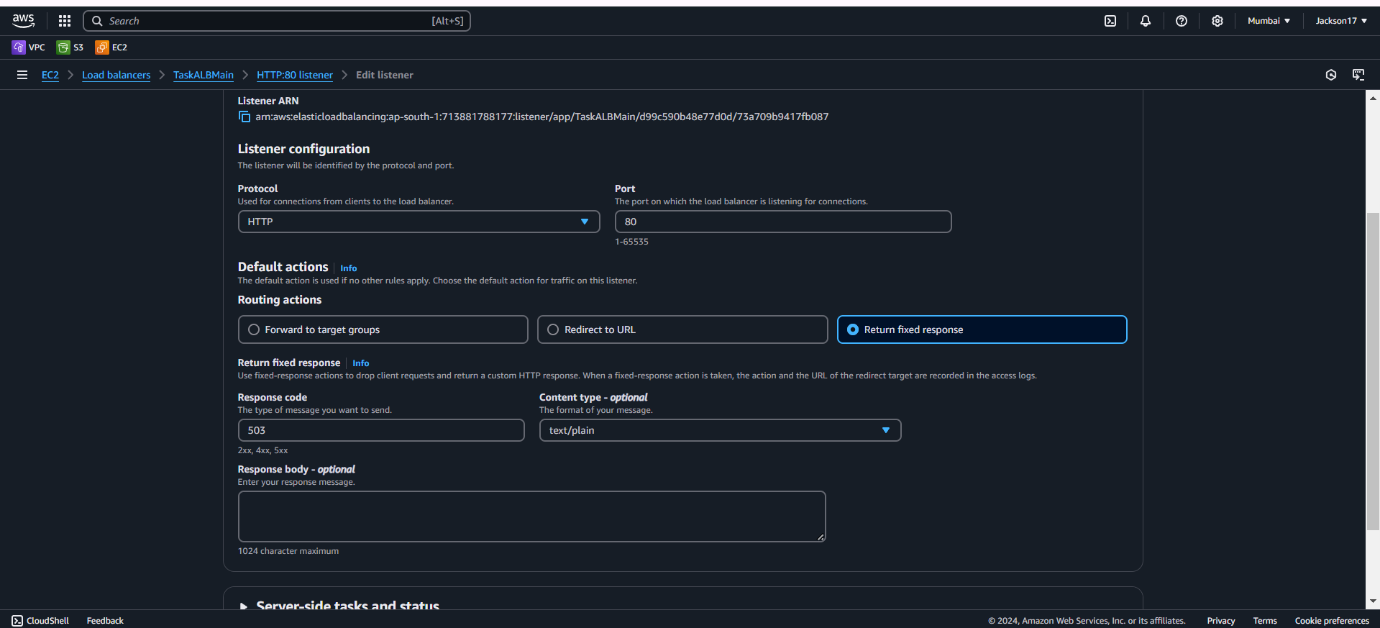 aws
Search [Alt+S]
Mumbai
Jackson17
VPC S3 EC2
EC2 > Load balancers > TaskALBMain > HTTP:80 listener > Edit listener
Listener ARN
arn:aws:elasticloadbalancing:ap-south-1:713881788177:listener/app/TaskALBMain/d99c590b48e77d0d/73a709b9417fb087
Listener configuration
The listener will be identified by the protocol and port.
Protocol
Used for connections from clients to the load balancer.
HTTP
Port
The port on which the load balancer is listening for connections.
80
1-65535
Default actions Info
The default action is used if no other rules apply. Choose the default action for traffic on this listener.
Routing actions
Forward to target groups
Redirect to URL
Return fixed response
Return fixed response Info
Use fixed-response actions to drop client requests and return a custom HTTP response. When a fixed-response action is taken, the action and the URL of the redirect target are recorded in the access logs.
Response code
The type of message you want to send.
503
2xx, 4xx, 5xx
Content type - optional
The format of your message.
text/plain
Response body - optional
Enter your response message.
1024 character maximum
Server-side tasks and status
CloudShell Feedback
© 2024, Amazon Web Services, Inc. or its affiliates. Privacy Terms Cookie preferences